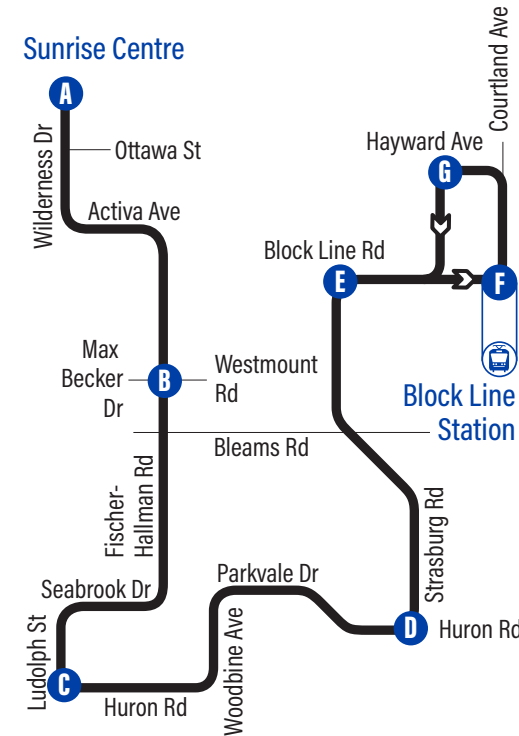 Sunrise Centre
A
Wilderness Dr
Ottawa St
Activa Ave
Courtland Ave
Hayward Ave
G
Block Line Rd
E
F
Max
Becker
Dr
B
Westmount
Rd
Block Line
Station
Bleams Rd
Fischer-
Hallman Rd
Strasburg Rd
Seabrook Dr
Parkvale Dr
Ludolph St
C
Woodbine Ave
D
Huron Rd
Huron Rd